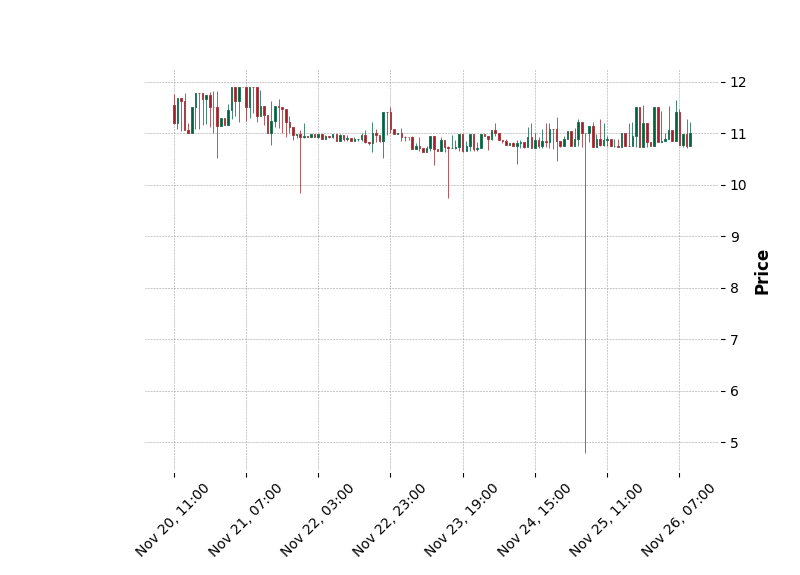 12
11
10
9
8
7
6
5
Price
Nov 20, 11:00
Nov 21, 07:00
Nov 22, 03:00
Nov 22, 23:00
Nov 23, 19:00
Nov 24, 15:00
Nov 25, 11:00
Nov 26, 07:00